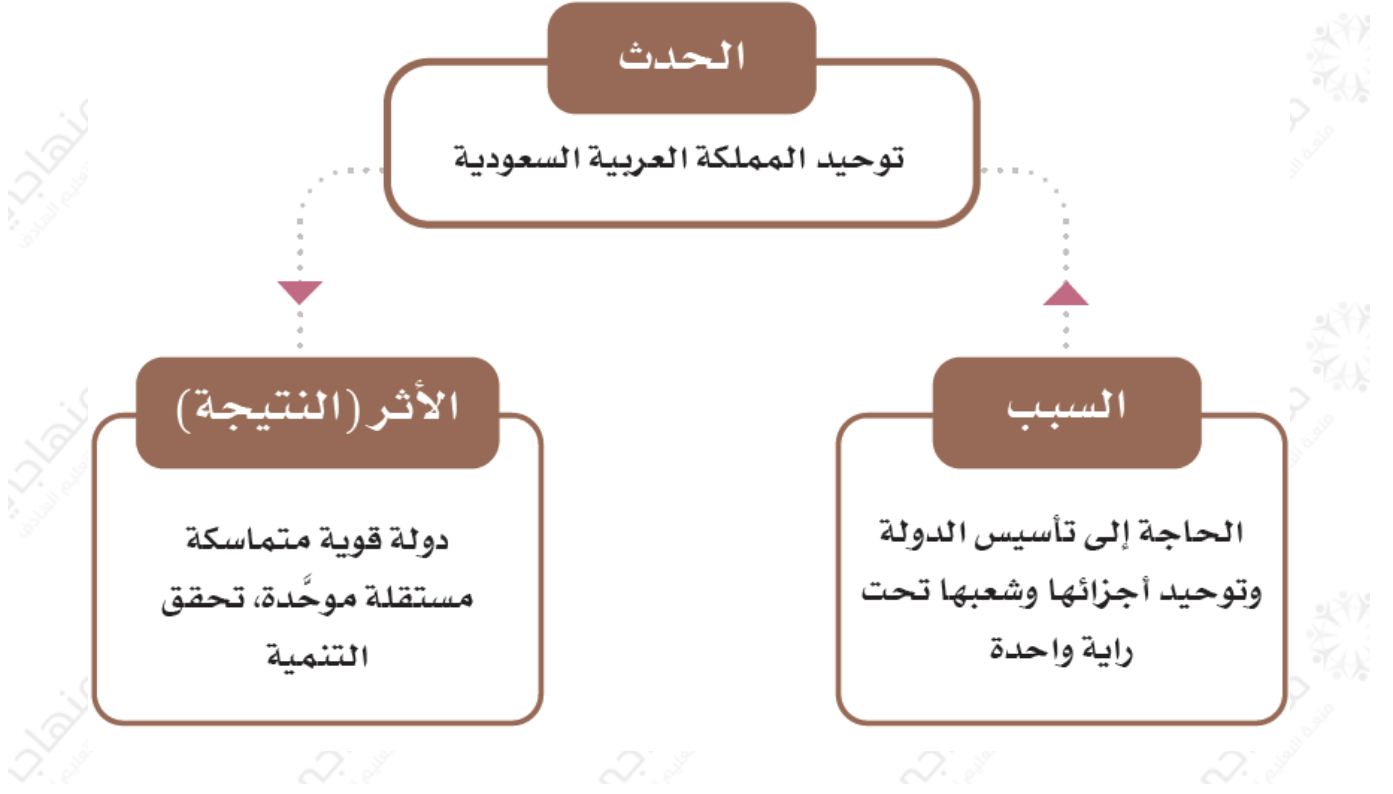 الحدث
توحيد المملكة العربية السعودية
السبب
الحاجة إلى تأسيس الدولة
وتوحيد أجزائها وشعبها تحت
راية واحدة
الأثر (النتيجة)
دولة قوية متماسكة
مستقلة موحَّدة، تحقق
التنمية